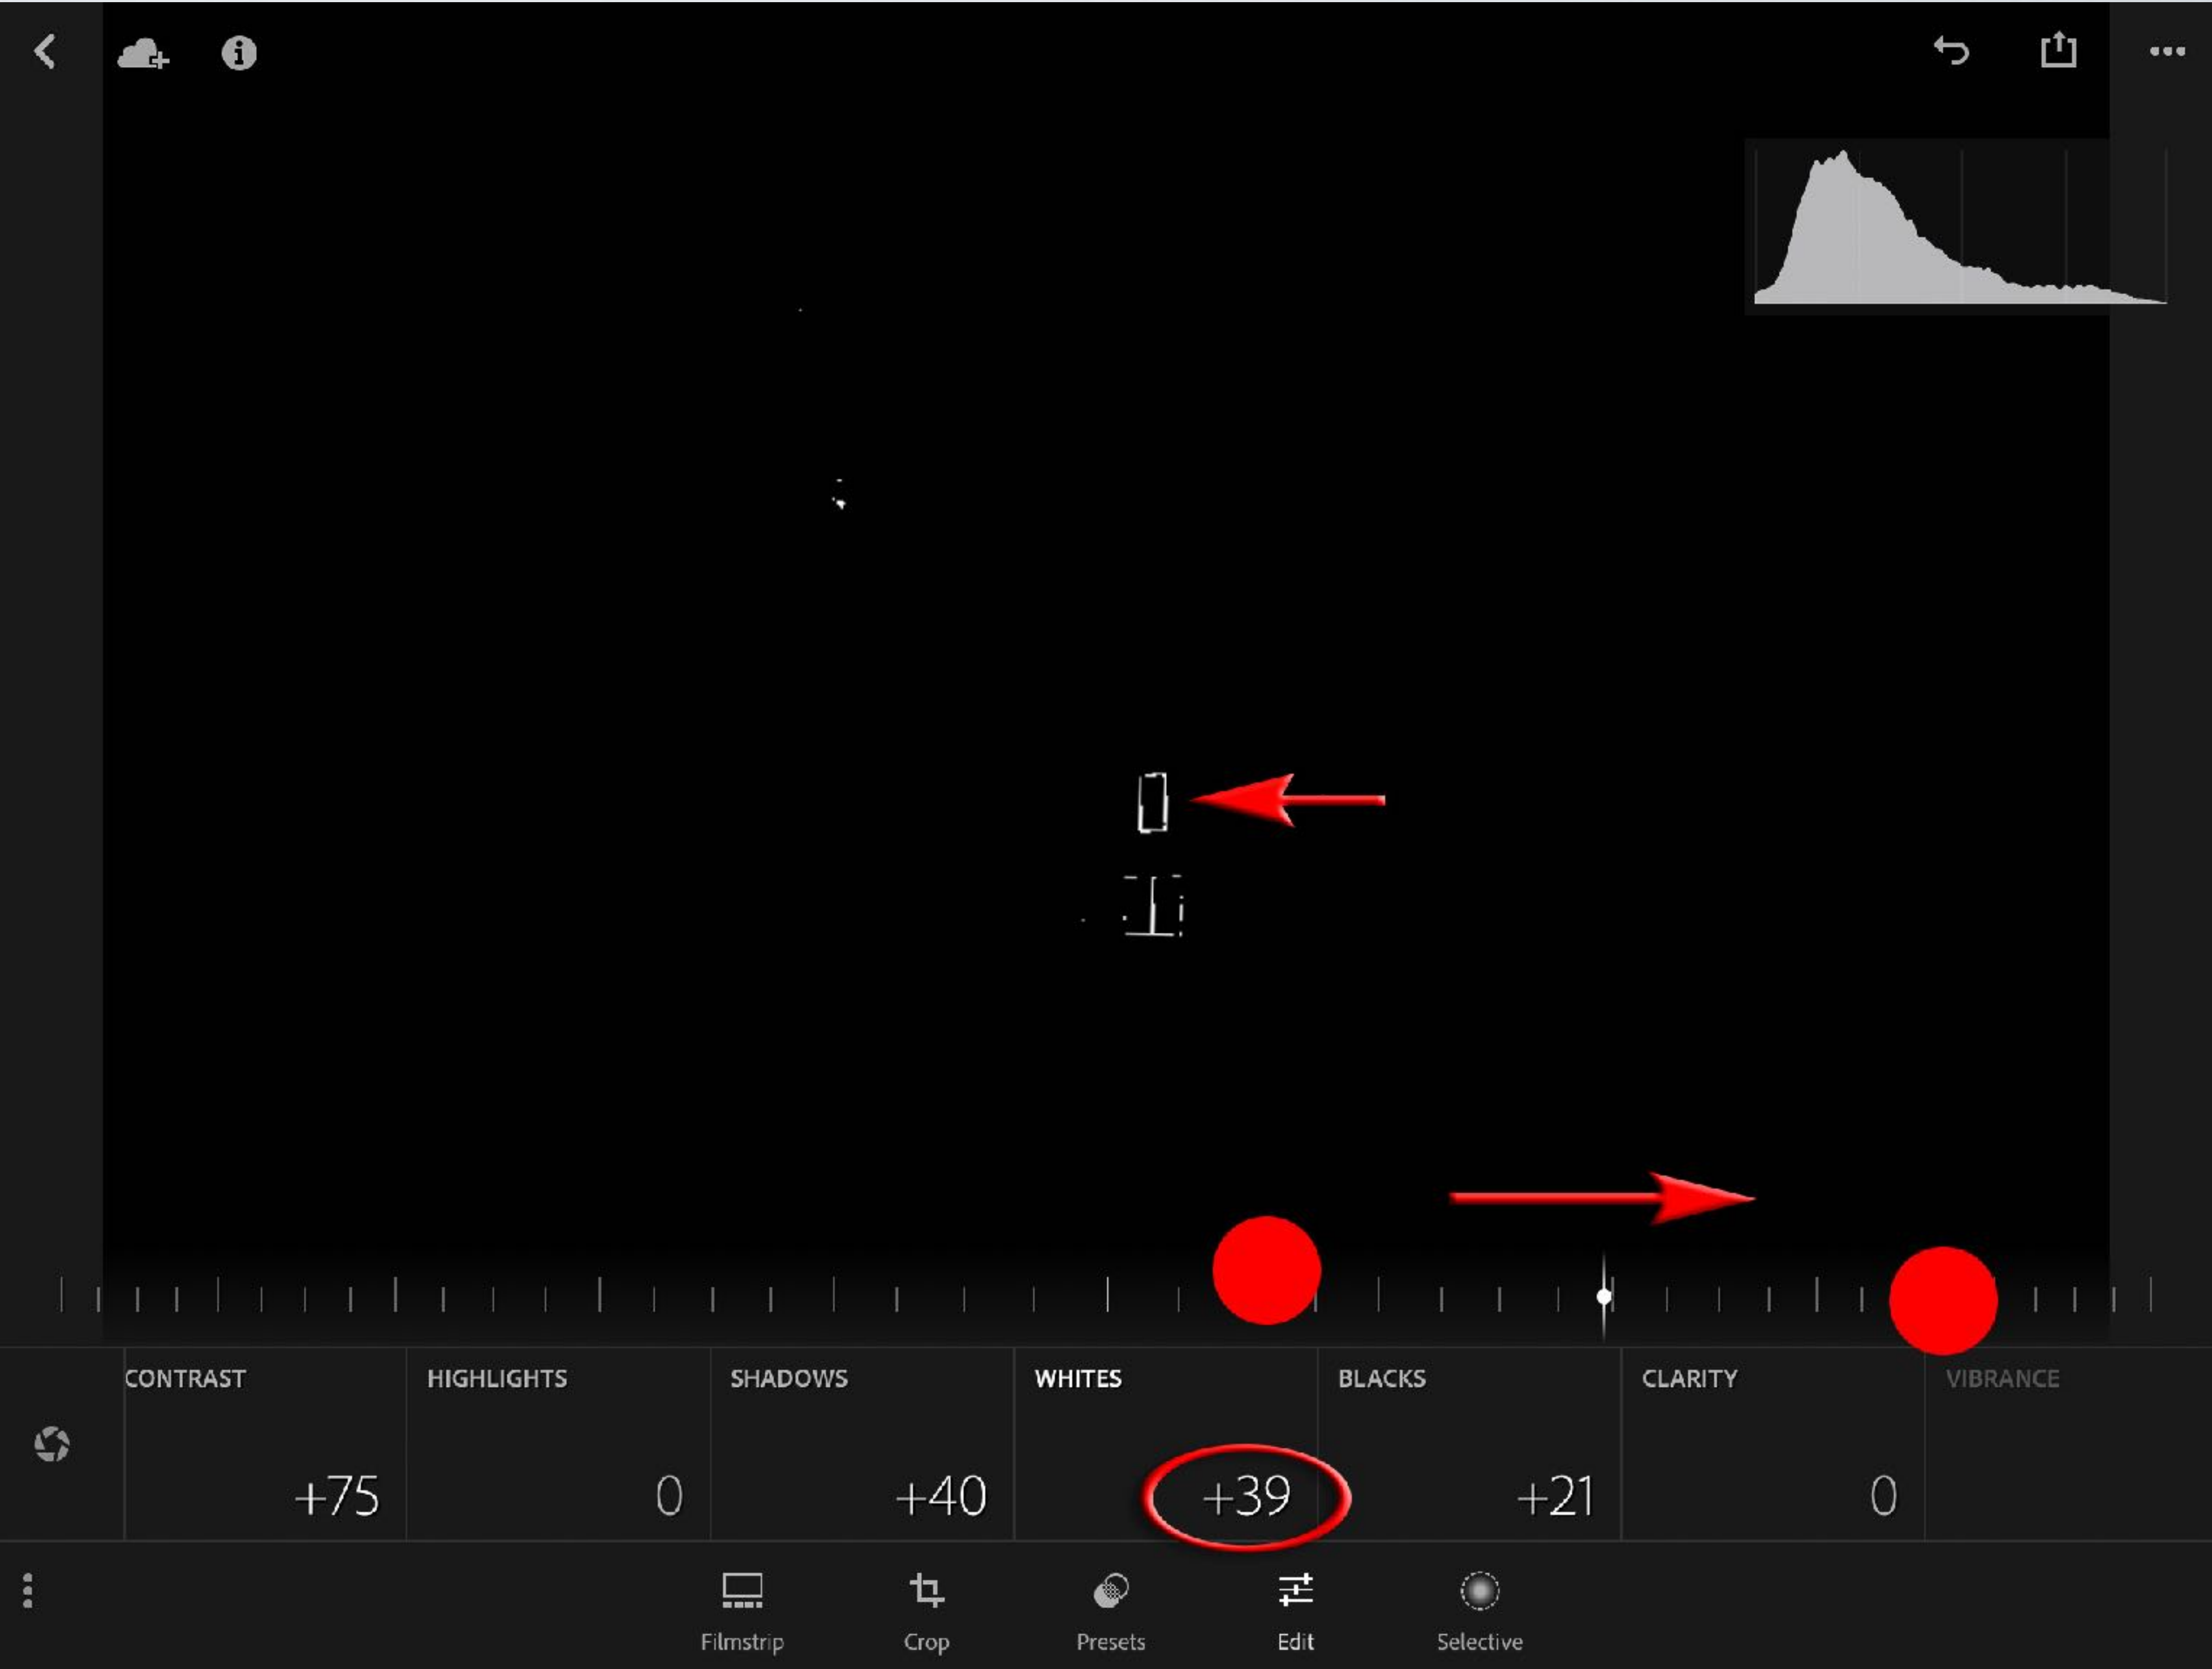 CONTRAST HIGHLIGHTS SHADOWS WHITES BLACKS CLARITY VIBRANCE
+75 0 +40 +39 +21 0
Filmstrip Crop Presets Edit Selective